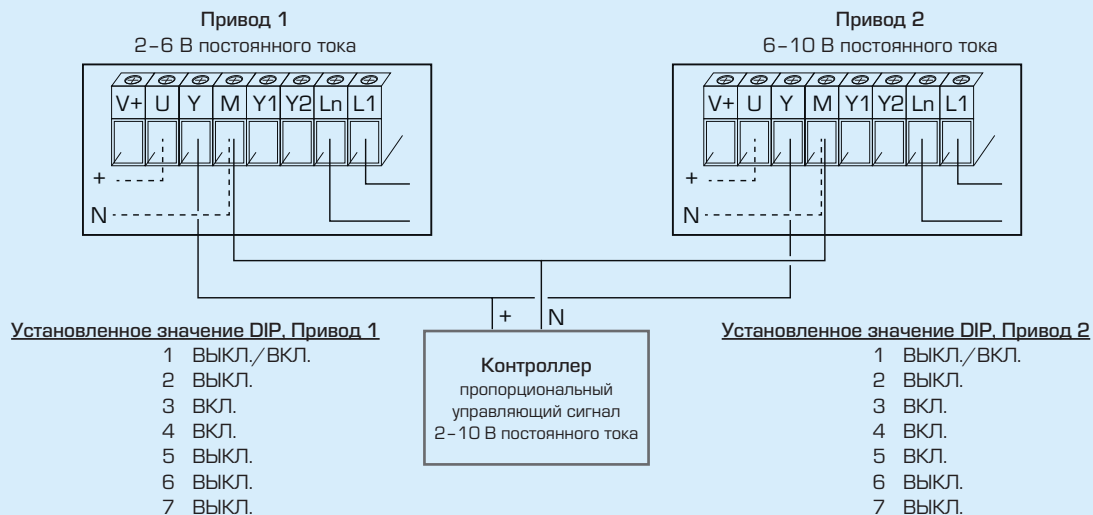 Привод 1
2–6 В постоянного тока
V+ U Y M Y1 Y2 Ln L1
+
N
Привод 2
6–10 В постоянного тока
V+ U Y M Y1 Y2 Ln L1
+
N
+ N
Контроллер
пропорциональный
управляющий сигнал
2–10 В постоянного тока
Установленное значение DIP, Привод 1
1 ВЫКЛ./ВКЛ.
2 ВЫКЛ.
3 ВКЛ.
4 ВКЛ.
5 ВЫКЛ.
6 ВЫКЛ.
7 ВЫКЛ.
Установленное значение DIP, Привод 2
1 ВЫКЛ./ВКЛ.
2 ВЫКЛ.
3 ВКЛ.
4 ВКЛ.
5 ВКЛ.
6 ВЫКЛ.
7 ВЫКЛ.